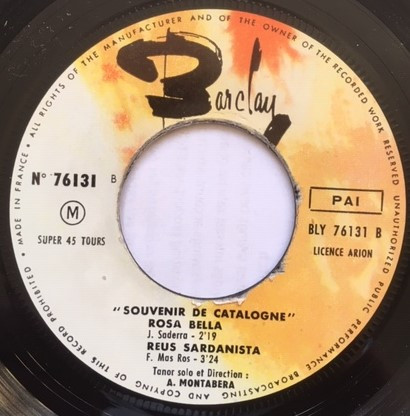 MADE IN FRANCE • ALL RIGHTS OF THE MANUFACTURER AND OF THE OWNER OF THE RECORDED WORK RESERVED UNAUTHORIZED PUBLIC PERFORMANCE BROADCASTING AND COPYING OF THIS RECORD PROHIBITED •
Barclay
N° 76131 B
M
SUPER 45 TOURS
PAI
BLY 76131 B
LICENCE ARION
"SOUVENIR DE CATALOGNE"
ROSA BELLA
J. Saderra - 2'19
REUS SARDANISTA
F. Mas Ros - 3'24
Tanor solo et Direction :
A. MONTABERA